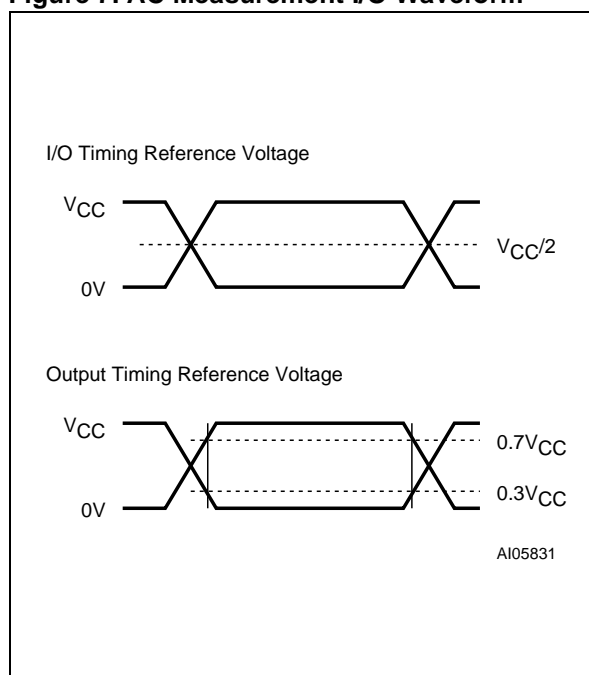 Figure 7. AC Measurement I/O Waveform
I/O Timing Reference Voltage
VCC
VCC/2
0V
Output Timing Reference Voltage
VCC
0.7VCC
0.3VCC
0V
AI05831